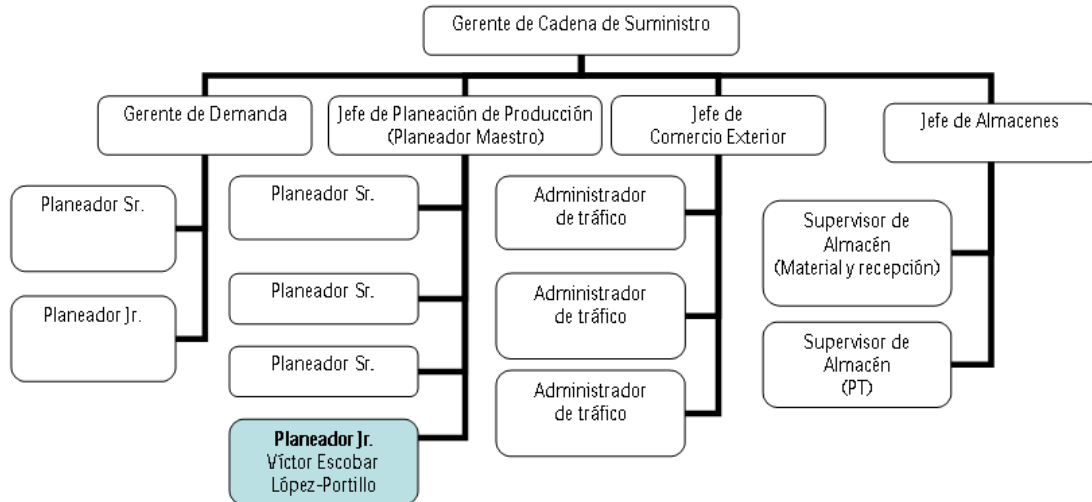 Gerente de Cadena de Suministro
Gerente de Demanda
Jefe de Planeación de Producción
(Planeador Maestro)
Jefe de
Comercio Exterior
Jefe de Almacenes
Planeador Sr.
Planeador Jr.
Planeador Sr.
Planeador Sr.
Planeador Sr.
Planeador Jr.
Víctor Escobar
López-Portillo
Administrador
de tráfico
Administrador
de tráfico
Administrador
de tráfico
Supervisor de
Almacén
(Material y recepción)
Supervisor de
Almacén
(PT)